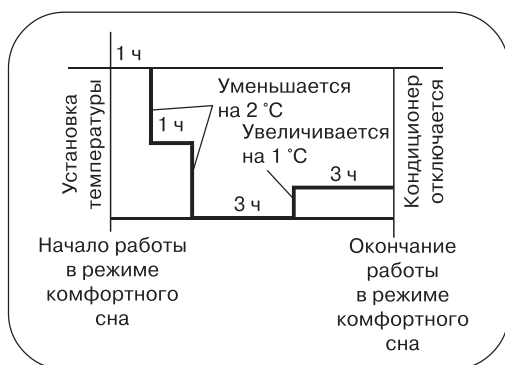 1 ч
Установка
температуры
Уменьшается
на 2 °C
1 ч
Увеличивается
на 1 °C
3 ч
3 ч
Кондиционер
отключается
Начало работы
в режиме
комфортного
сна
Окончание
работы
в режиме
комфортного
сна